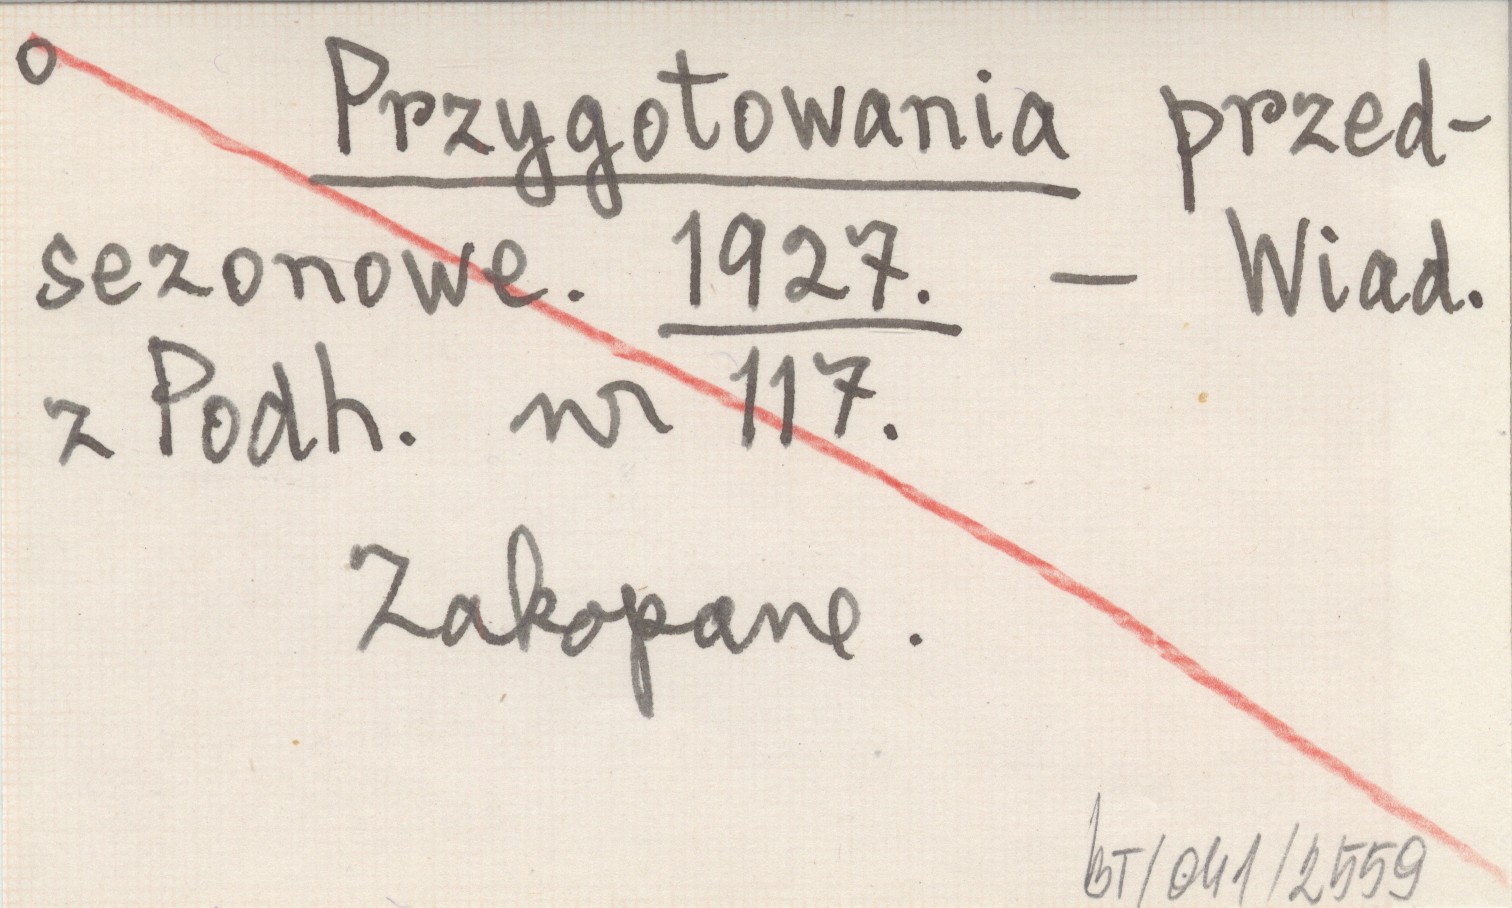 o Przygotowania przed-
sezonowe. 1927. – Wiad.
z Podh. nr 117.
Zakopane.
BT/041/2559